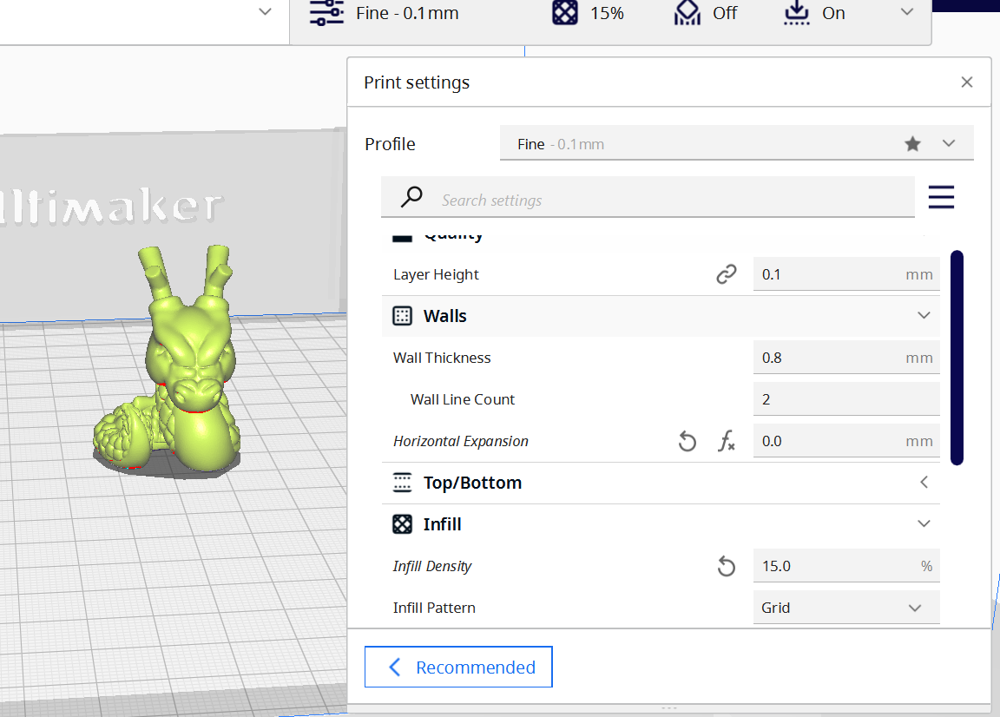 Fine - 0.1mm
15%
Off
On
Print settings
Profile
Fine - 0.1mm
Search settings
Quality
Layer Height
0.1
mm
Walls
Wall Thickness
0.8
mm
Wall Line Count
2
Horizontal Expansion
0.0
mm
Top/Bottom
Infill
Infill Density
15.0
%
Infill Pattern
Grid
Recommended
ltimaker